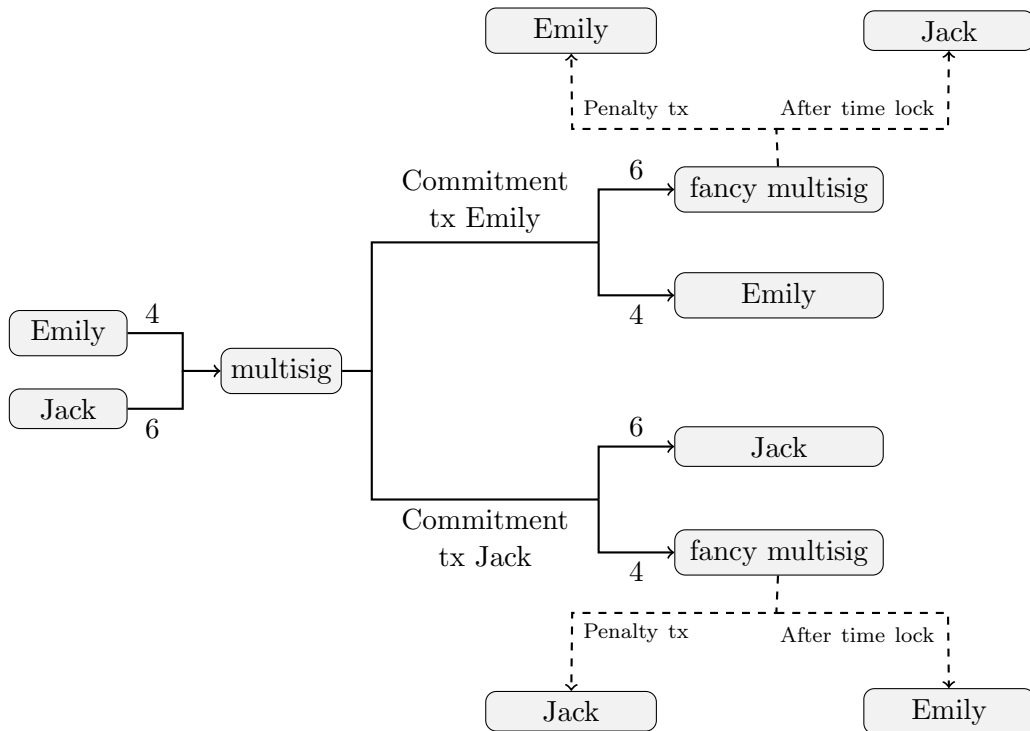 Emily
Jack
Penalty tx
After time lock
Commitment
tx Emily
6
fancy multisig
4
Emily
Emily
4
multisig
Jack
6
6
Jack
Commitment
tx Jack
4
fancy multisig
Penalty tx
After time lock
Jack
Emily